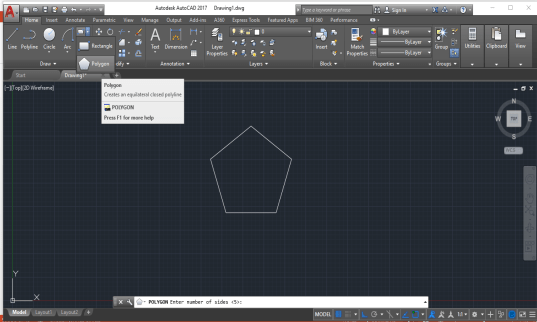 Autodesk AutoCAD 2017 Drawing1.dwg
Type a keyword or phrase
Sign In
Home Insert Annotate Parametric View Manage Output Add-ins A360 Express Tools Featured Apps BIM 360 Performance
Line Polyline Circle Arc
Rectangle
Polygon
Text Dimension
Layer
Properties
Insert
Match
Properties
ByLayer
ByLayer
ByLayer
Group
Utilities
Clipboard
View
Draw
Annotation
Layers
Block
Properties
Groups
Start
Drawing1*
[−][Top][2D Wireframe]
Polygon
Creates an equilateral closed polyline
POLYGON
Press F1 for more help
N
W TOP E
S
WCS
Y
X
POLYGON Enter number of sides <5>:
Model Layout1 Layout2 +
MODEL